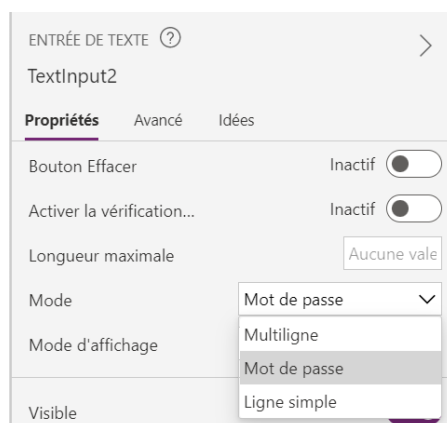 ENTRÉE DE TEXTE ?
TextInput2
Propriétés Avancé Idées
Bouton Effacer Inactif
Activer la vérification... Inactif
Longueur maximale Aucune vale
Mode Mot de passe
Mode d'affichage Multiligne
Mot de passe
Visible Ligne simple